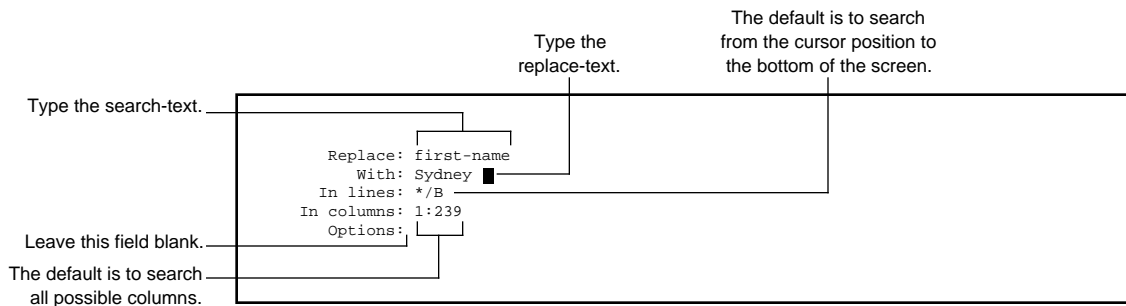 The default is to search
from the cursor position to
the bottom of the screen.
Type the
replace-text.
Type the search-text.
Replace: first-name
With: Sydney
In lines: */B
In columns: 1:239
Options:
Leave this field blank.
The default is to search
all possible columns.